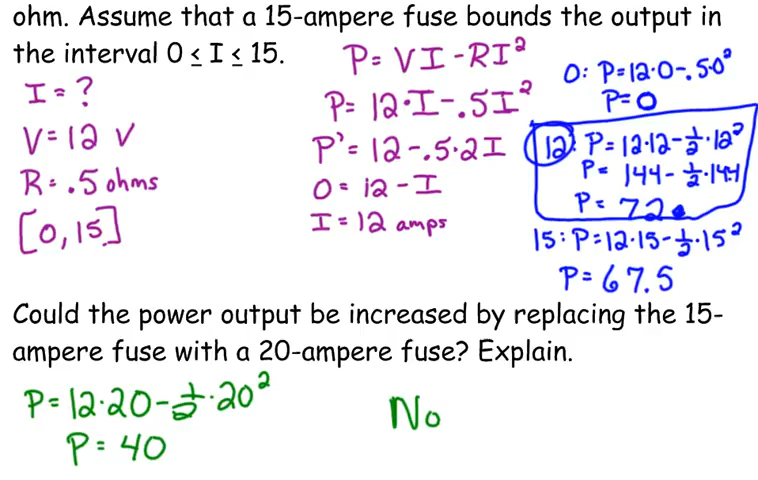 ohm. Assume that a 15-ampere fuse bounds the output in
the interval 0 ≤ I ≤ 15.
I = ?
V = 12 V
R = .5 ohms
[0, 15]
P = VI - RI²
P = 12·I - .5I²
P' = 12 - .5·2I
0 = 12 - I
I = 12 amps
0: P = 12·0 - .5·0²
P = 0
12: P = 12·12 - 1/2·12²
P = 144 - 1/2·144
P = 72.
15: P = 12·15 - 1/2·15²
P = 67.5
Could the power output be increased by replacing the 15-
ampere fuse with a 20-ampere fuse? Explain.
P = 12·20 - 1/2·20²
P = 40
No